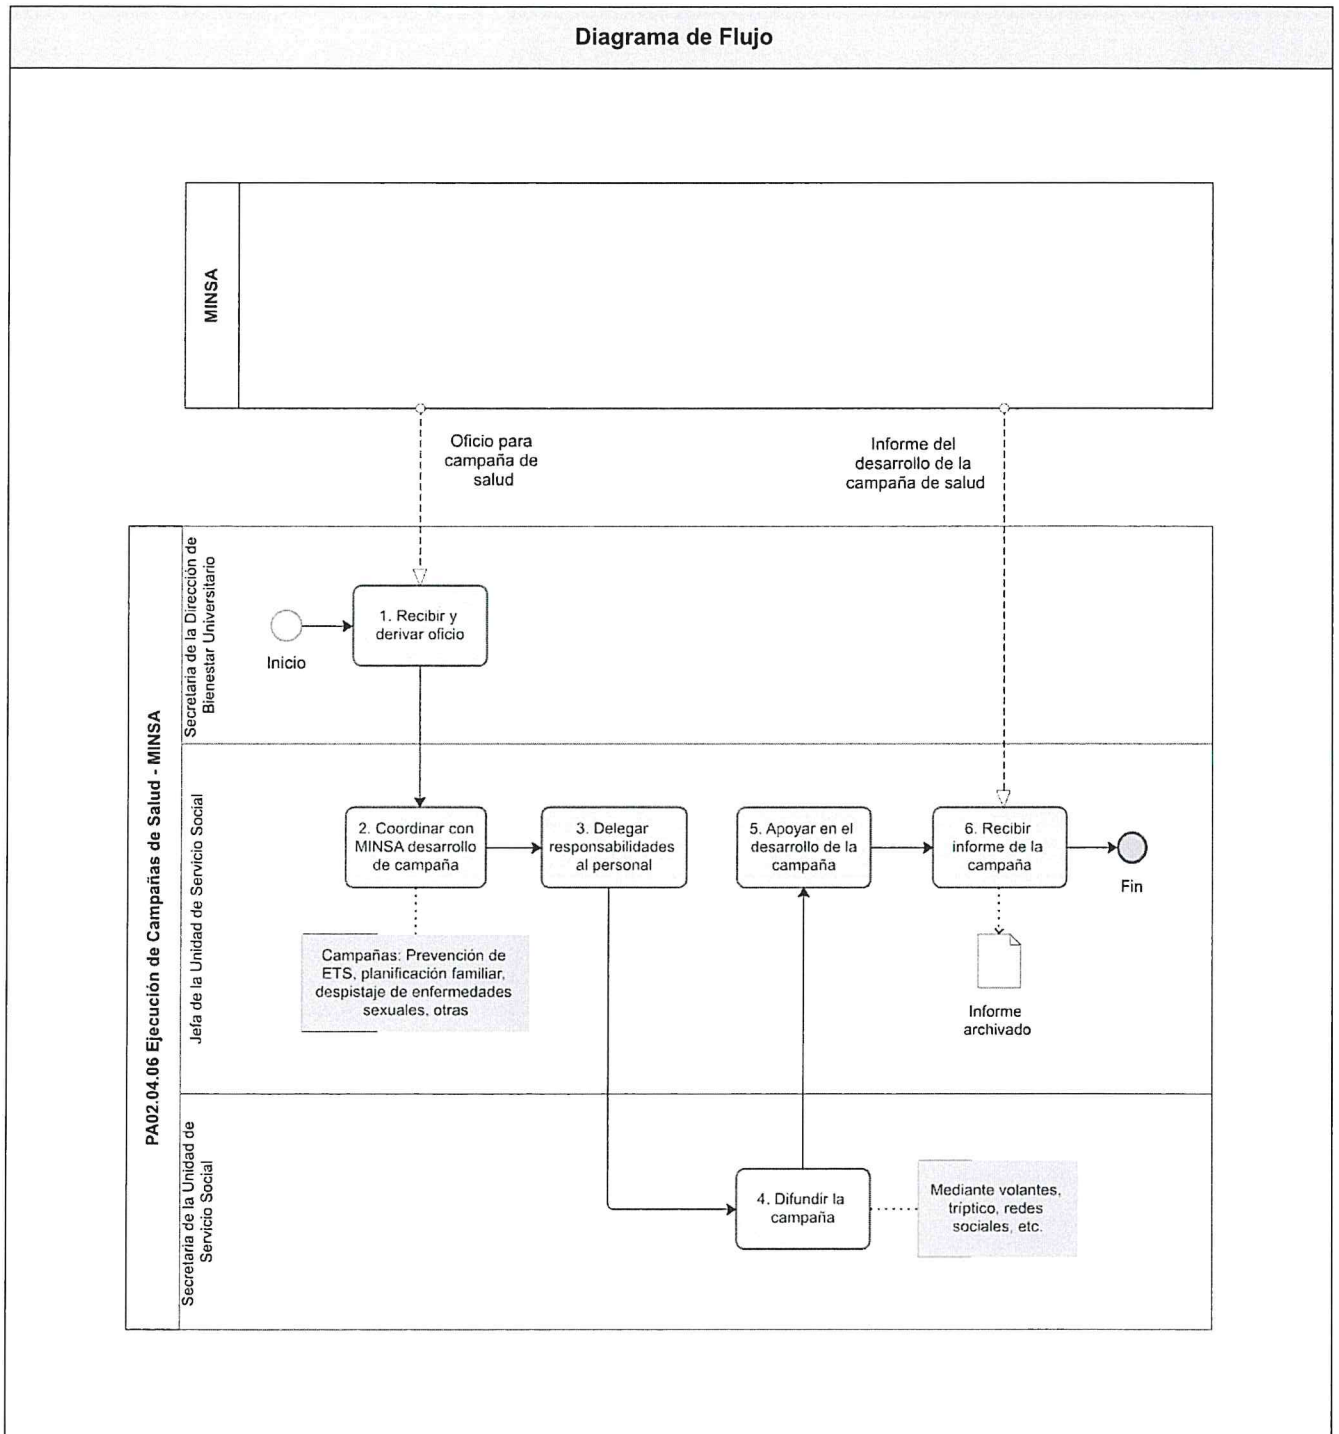 Diagrama de Flujo
MINSA
Oficio para
campaña de
salud
Informe del
desarrollo de la
campaña de salud
PA02.04.06 Ejecución de Campañas de Salud - MINSA
Secretaria de la Dirección de
Bienestar Universitario
Inicio
1. Recibir y
derivar oficio
Jefa de la Unidad de Servicio Social
2. Coordinar con
MINSA desarrollo
de campaña
3. Delegar
responsabilidades
al personal
5. Apoyar en el
desarrollo de la
campaña
6. Recibir
informe de la
campaña
Fin
Campañas: Prevención de
ETS, planificación familiar,
despistaje de enfermedades
sexuales, otras
Informe
archivado
Secretaria de la Unidad de
Servicio Social
4. Difundir la
campaña
Mediante volantes,
tríptico, redes
sociales, etc.